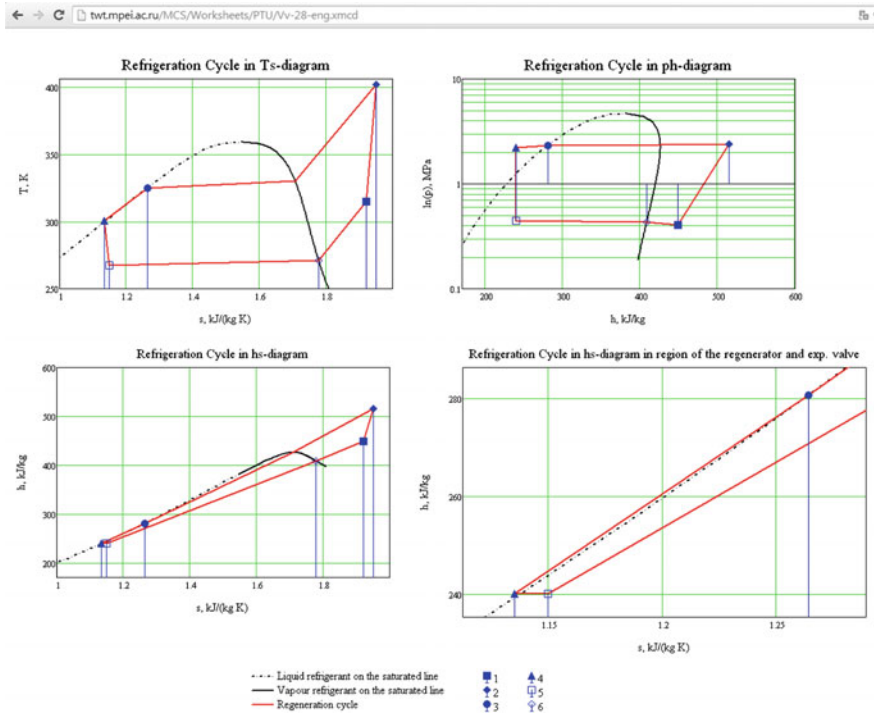 twt.mpei.ac.ru/MCS/Worksheets/PTU/Vv-28-eng.xmcd
Refrigeration Cycle in Ts-diagram
400
350
300
250
T, K
1
1.2
1.4
1.6
1.8
s, kJ/(kg K)
Refrigeration Cycle in ph-diagram
10
1
0.1
ln(p), MPa
200
300
400
500
600
h, kJ/kg
Refrigeration Cycle in hs-diagram
600
500
400
300
200
h, kJ/kg
1
1.2
1.4
1.6
1.8
s, kJ/(kg K)
Refrigeration Cycle in hs-diagram in region of the regenerator and exp. valve
280
260
240
h, kJ/kg
1.15
1.2
1.25
s, kJ/(kg K)
Liquid refrigerant on the saturated line
Vapour refrigerant on the saturated line
Regeneration cycle
1
2
3
4
5
6